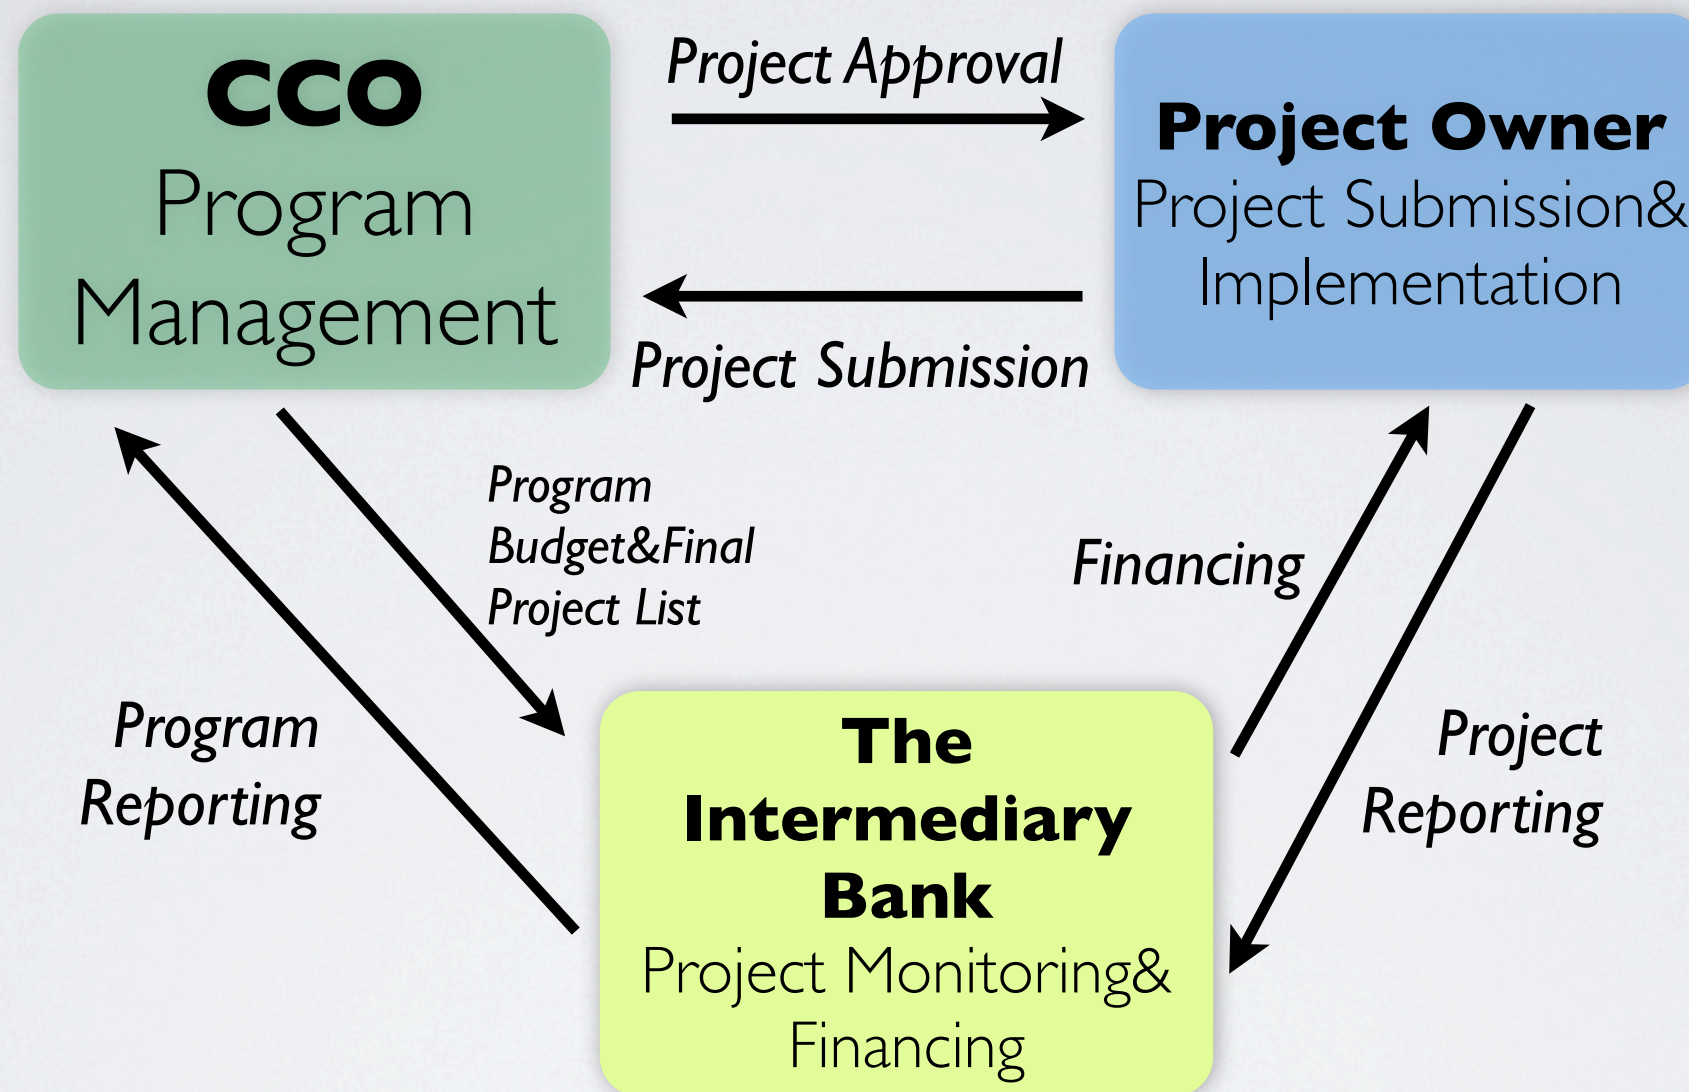 CCO
Program
Management
Project Approval
Project Owner
Project Submission&
Implementation
Project Submission
Program
Budget&Final
Project List
Financing
Program
Reporting
Project
Reporting
The
Intermediary
Bank
Project Monitoring&
Financing